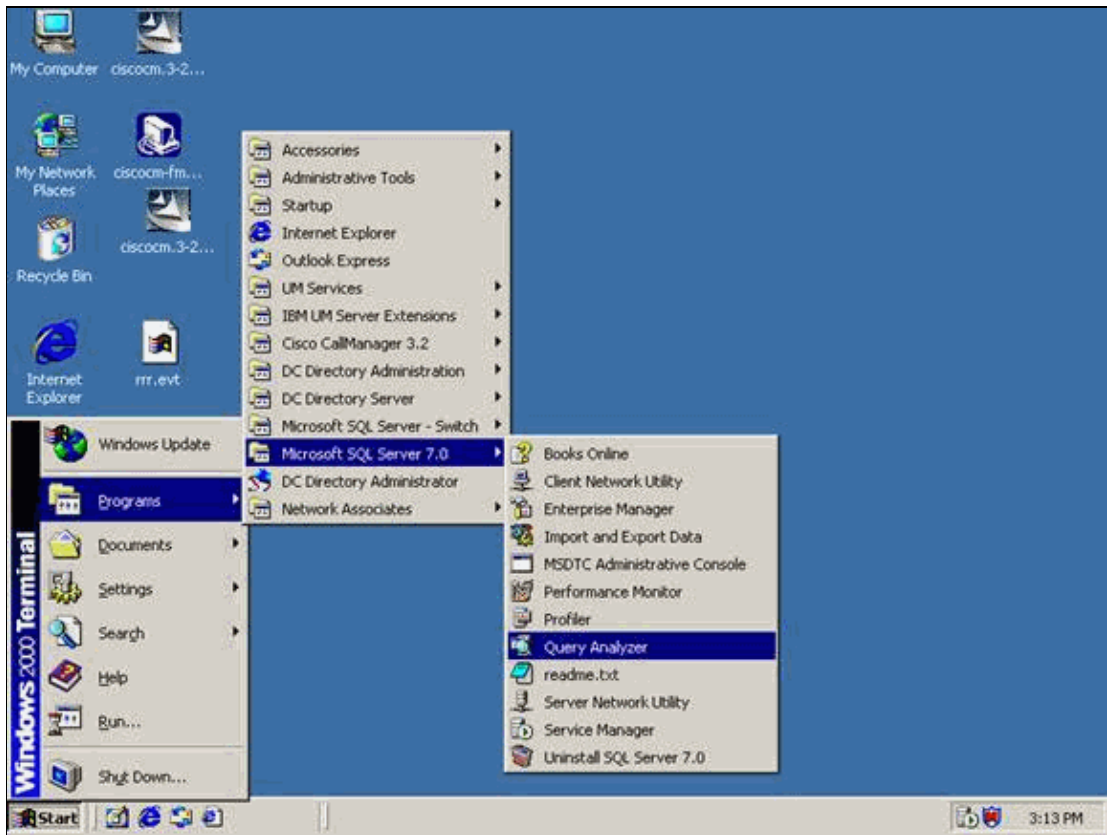 My Computer
ciscocm.3-2...
My Network
Places
ciscocm-fm...
ciscocm.3-2...
Recycle Bin
Internet
Explorer
rrr.evt
Windows 2000 Terminal
Windows Update
Programs
Documents
Settings
Search
Help
Run...
Shut Down...
Accessories
Administrative Tools
Startup
Internet Explorer
Outlook Express
UM Services
IBM UM Server Extensions
Cisco CallManager 3.2
DC Directory Administration
DC Directory Server
Microsoft SQL Server - Switch
Microsoft SQL Server 7.0
DC Directory Administrator
Network Associates
Books Online
Client Network Utility
Enterprise Manager
Import and Export Data
MSDTC Administrative Console
Performance Monitor
Profiler
Query Analyzer
readme.txt
Server Network Utility
Service Manager
Uninstall SQL Server 7.0
Start
3:13 PM